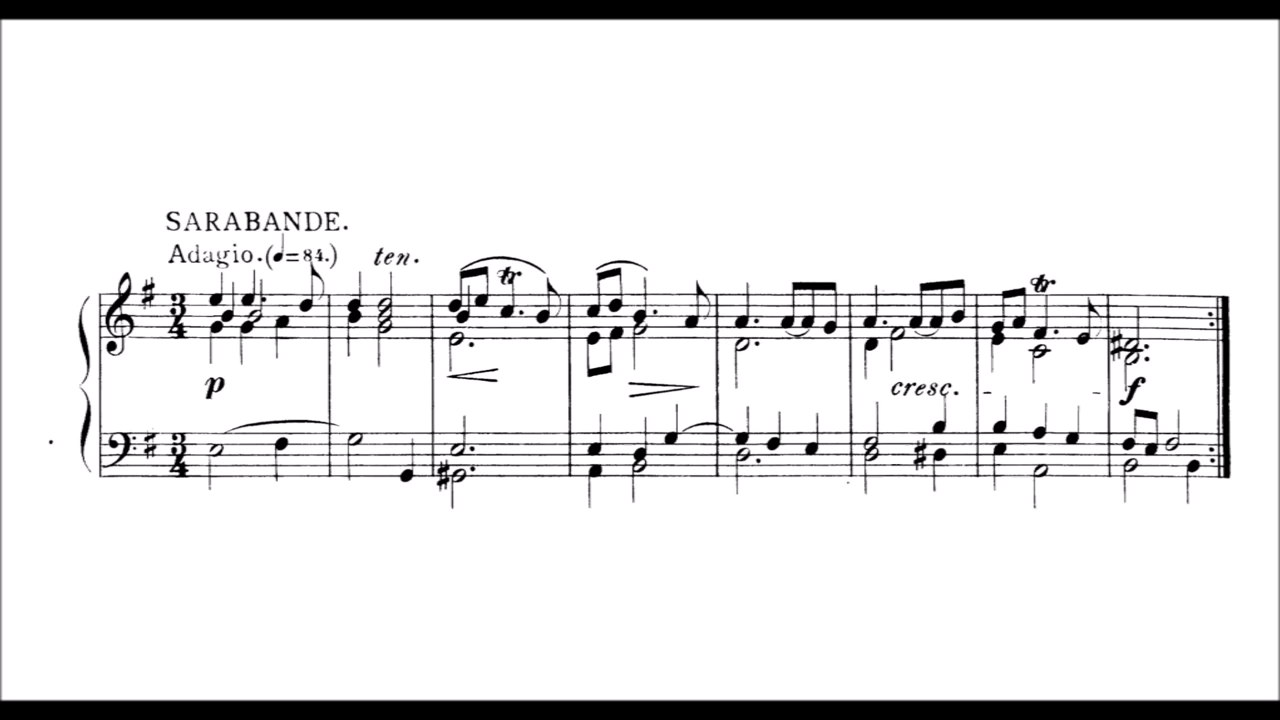 SARABANDE.
Adagio.(♩=84.) ten.
tr
tr
p cresc. - - f